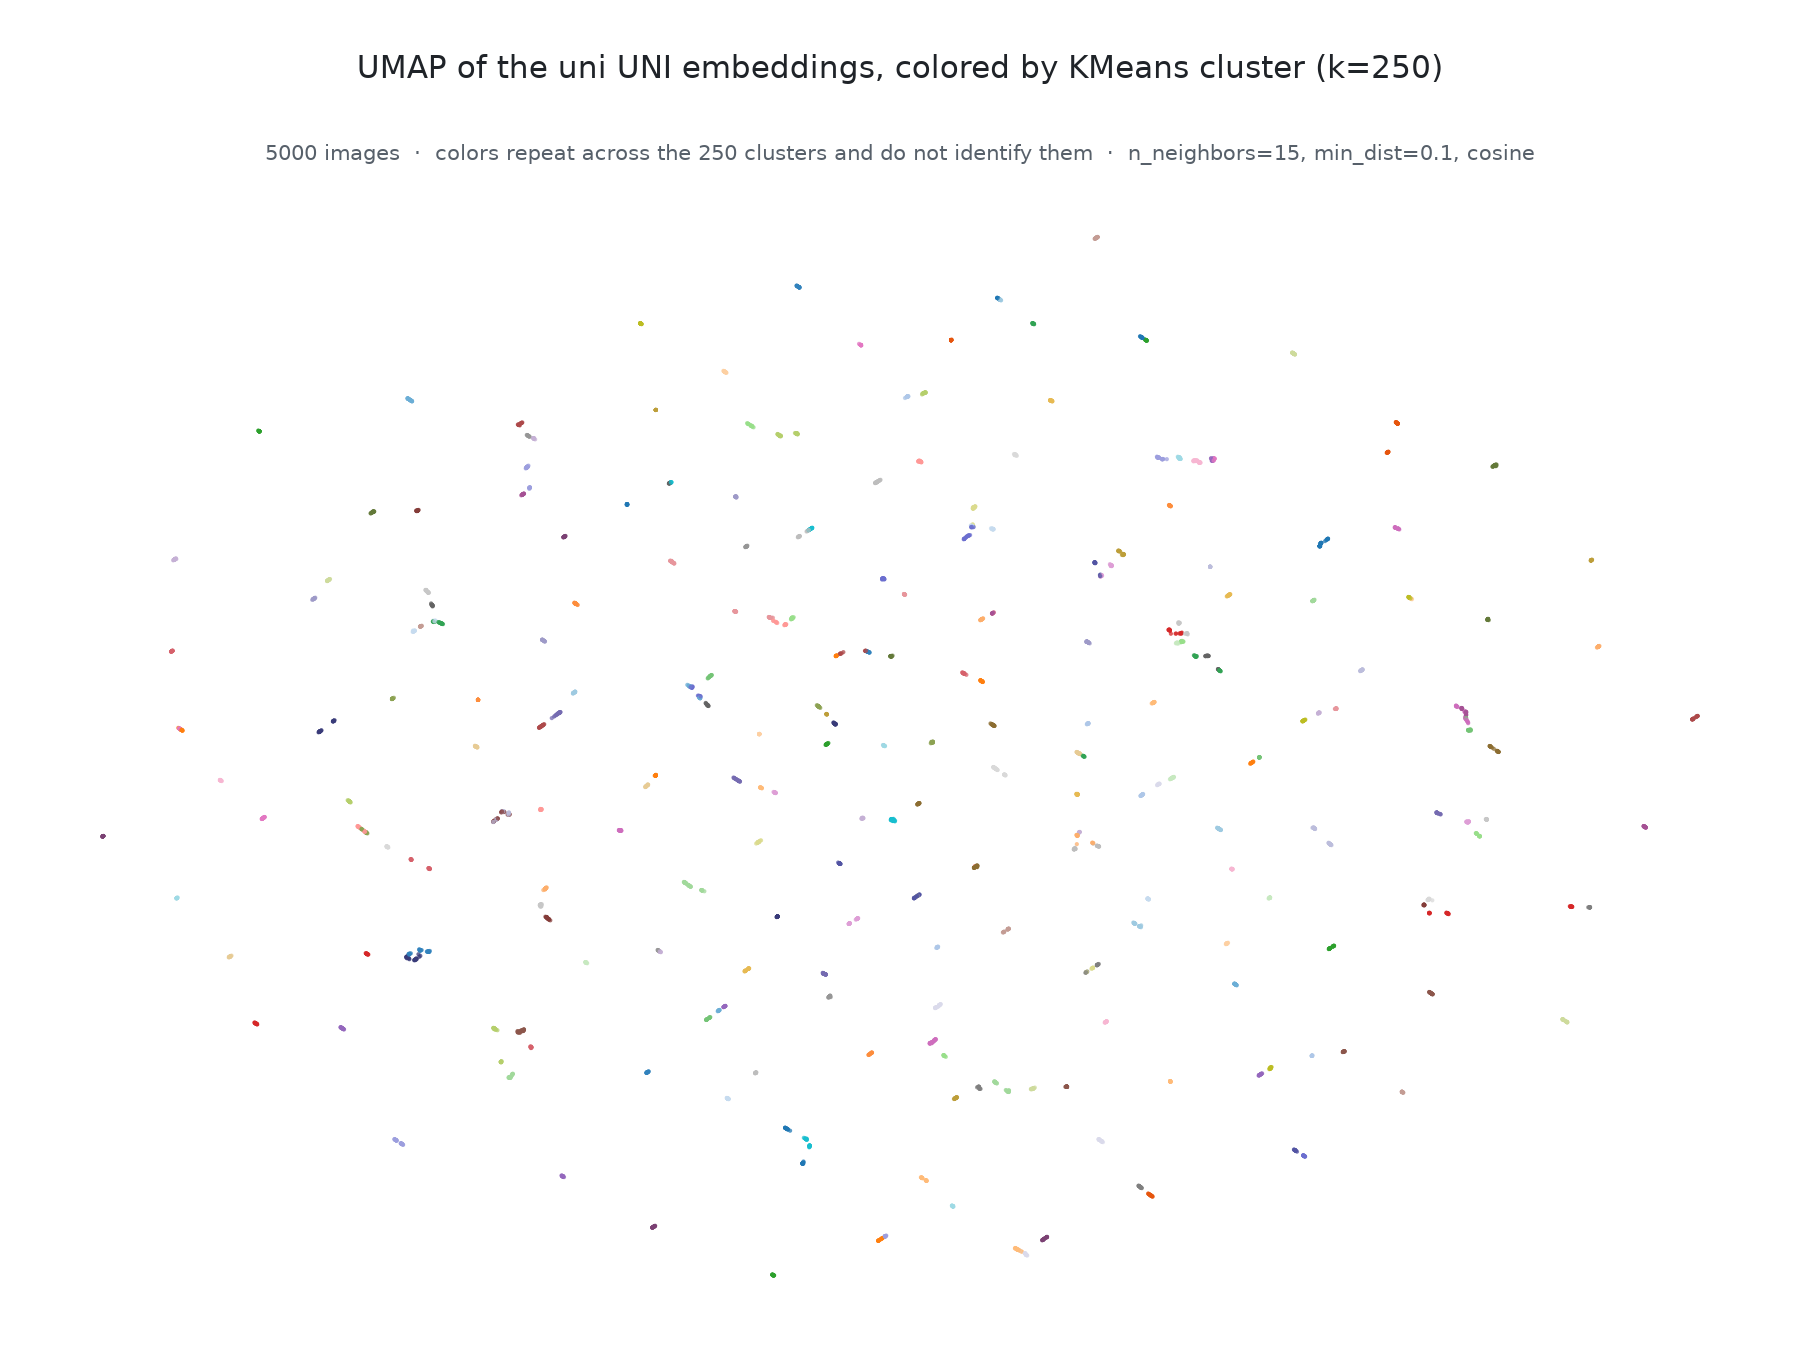 UMAP of the uni UNI embeddings, colored by KMeans cluster (k=250)
5000 images · colors repeat across the 250 clusters and do not identify them · n_neighbors=15, min_dist=0.1, cosine